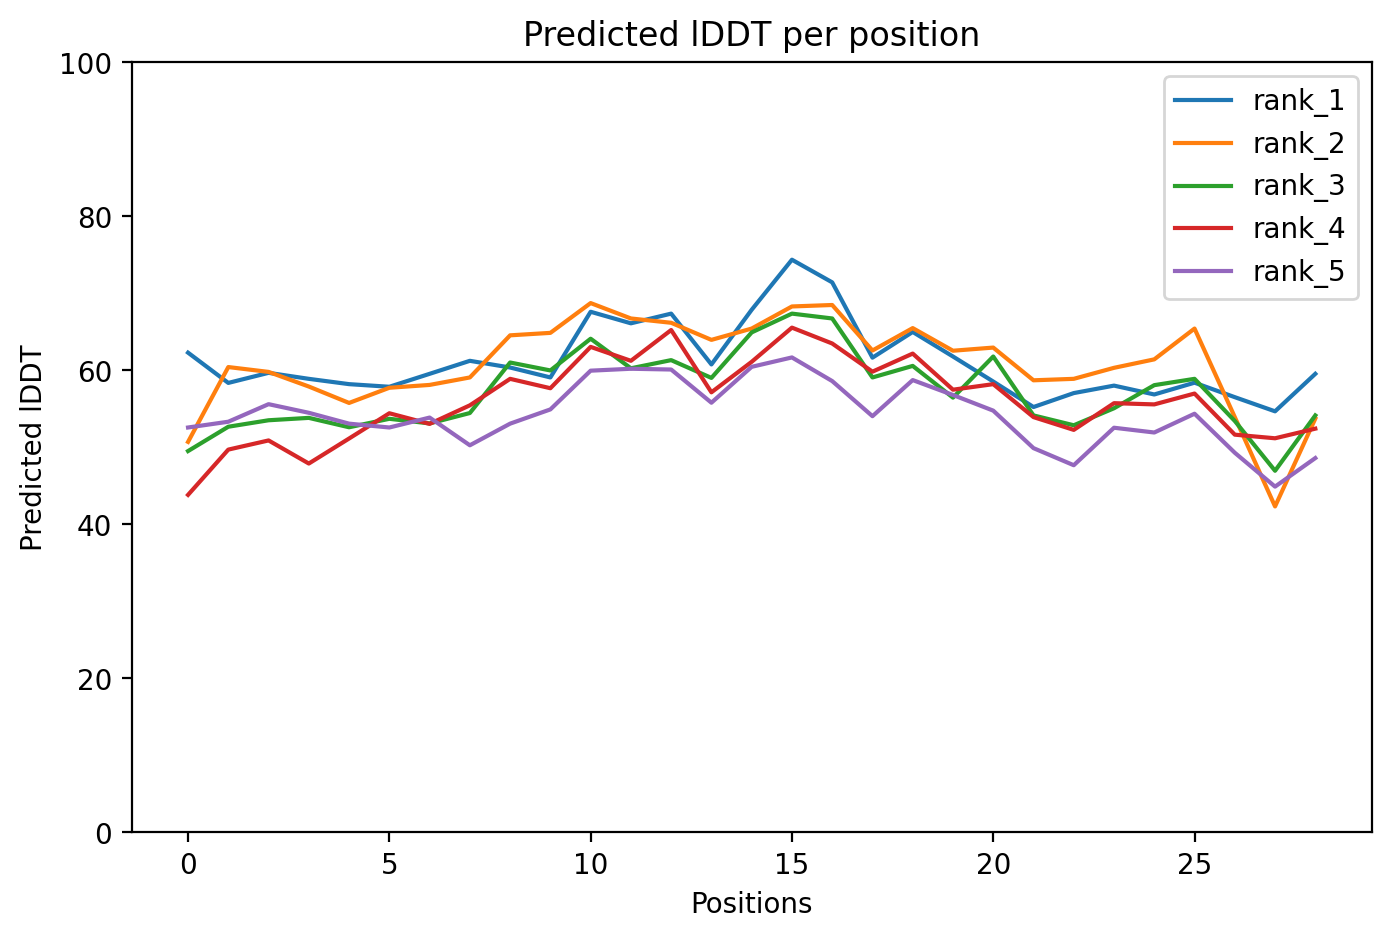 Predicted lDDT per position
100
80
60
40
20
0
Predicted lDDT
0 5 10 15 20 25
Positions
rank_1
rank_2
rank_3
rank_4
rank_5